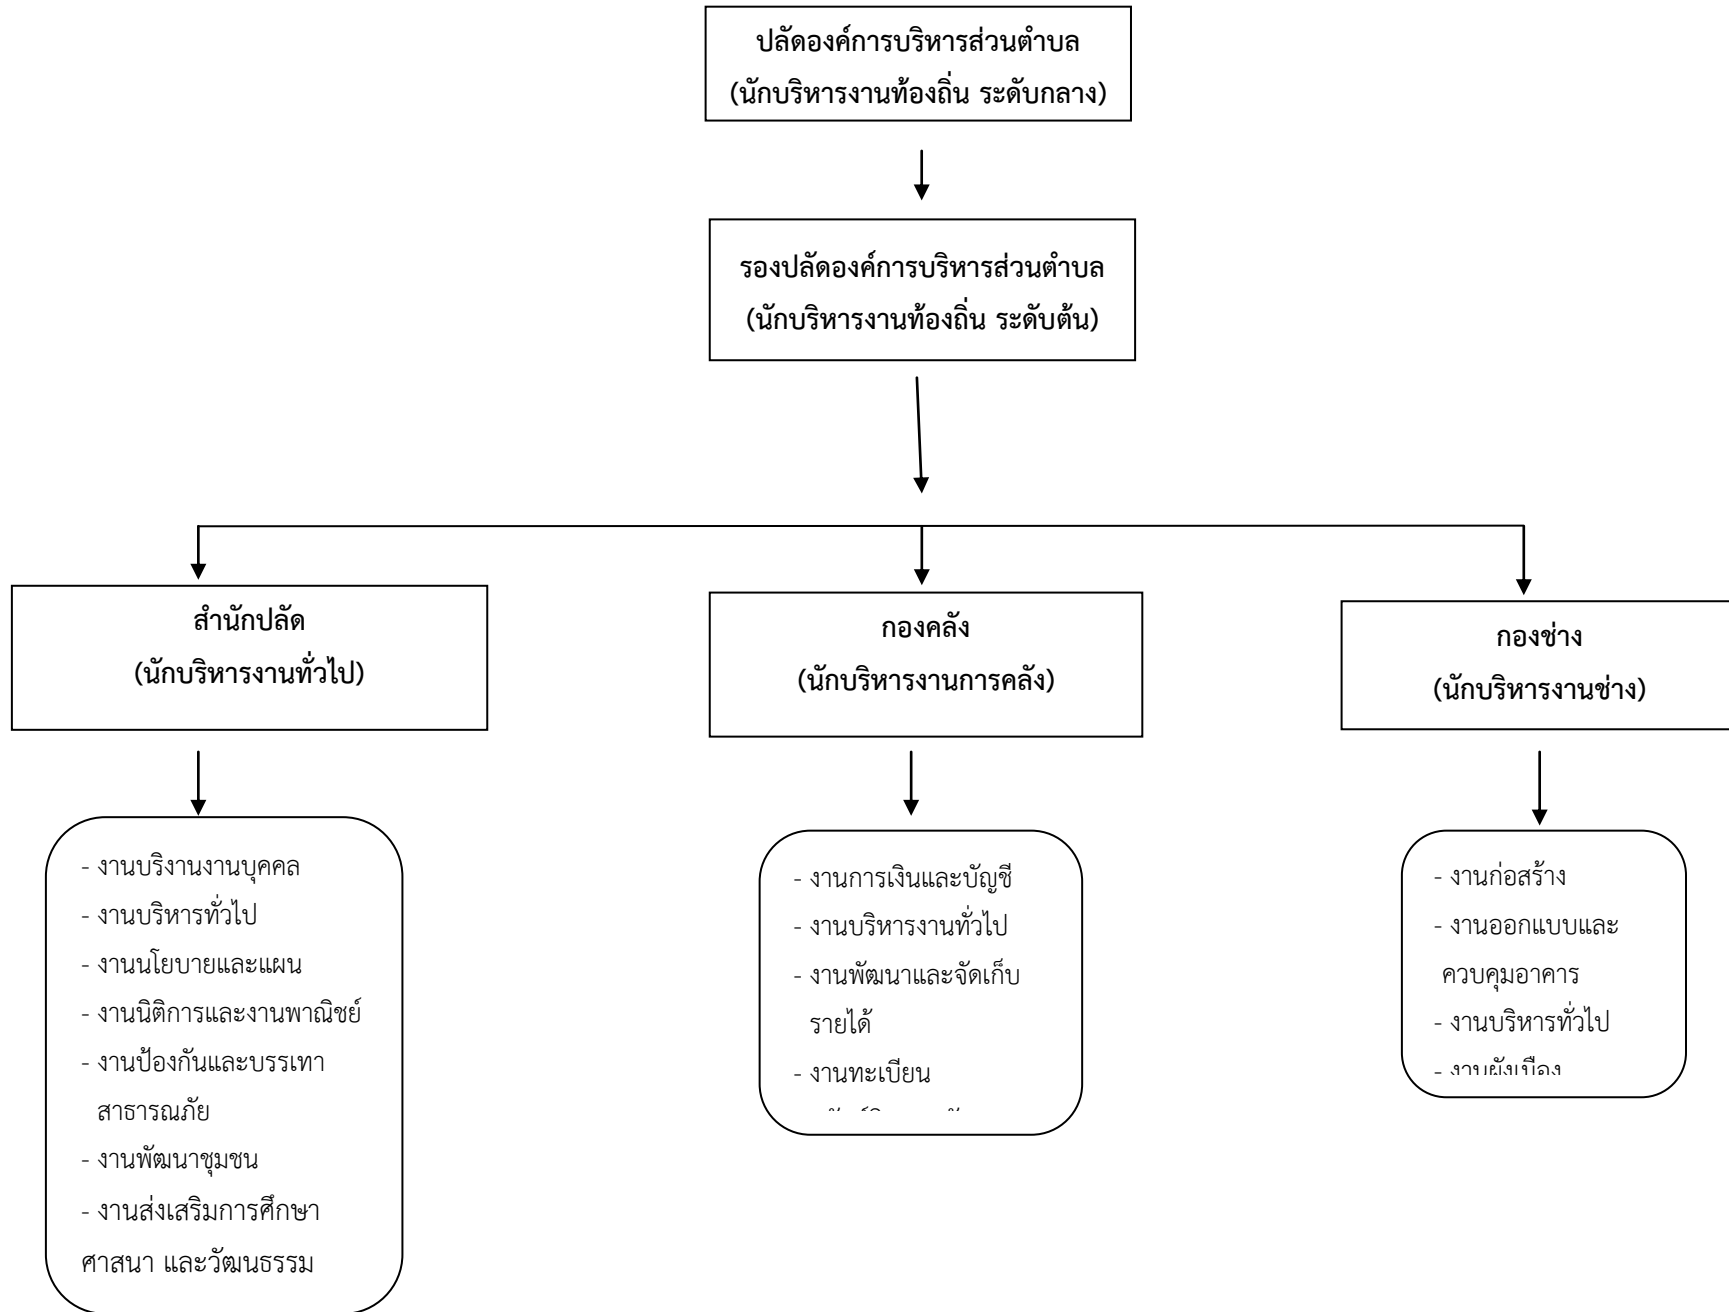 ปลัดองค์การบริหารส่วนตำบล
(นักบริหารงานท้องถิ่น ระดับกลาง)
รองปลัดองค์การบริหารส่วนตำบล
(นักบริหารงานท้องถิ่น ระดับต้น)
สำนักปลัด
(นักบริหารงานทั่วไป)
กองคลัง
(นักบริหารงานการคลัง)
กองช่าง
(นักบริหารงานช่าง)
- งานบริงานงานบุคคล
- งานบริหารทั่วไป
- งานนโยบายและแผน
- งานนิติการและงานพาณิชย์
- งานป้องกันและบรรเทา
สาธารณภัย
- งานพัฒนาชุมชน
- งานส่งเสริมการศึกษา
ศาสนา และวัฒนธรรม
- งานการเงินและบัญชี
- งานบริหารงานทั่วไป
- งานพัฒนาและจัดเก็บ
รายได้
- งานทะเบียน
- งานก่อสร้าง
- งานออกแบบและ
ควบคุมอาคาร
- งานบริหารทั่วไป
- งานผังเมือง